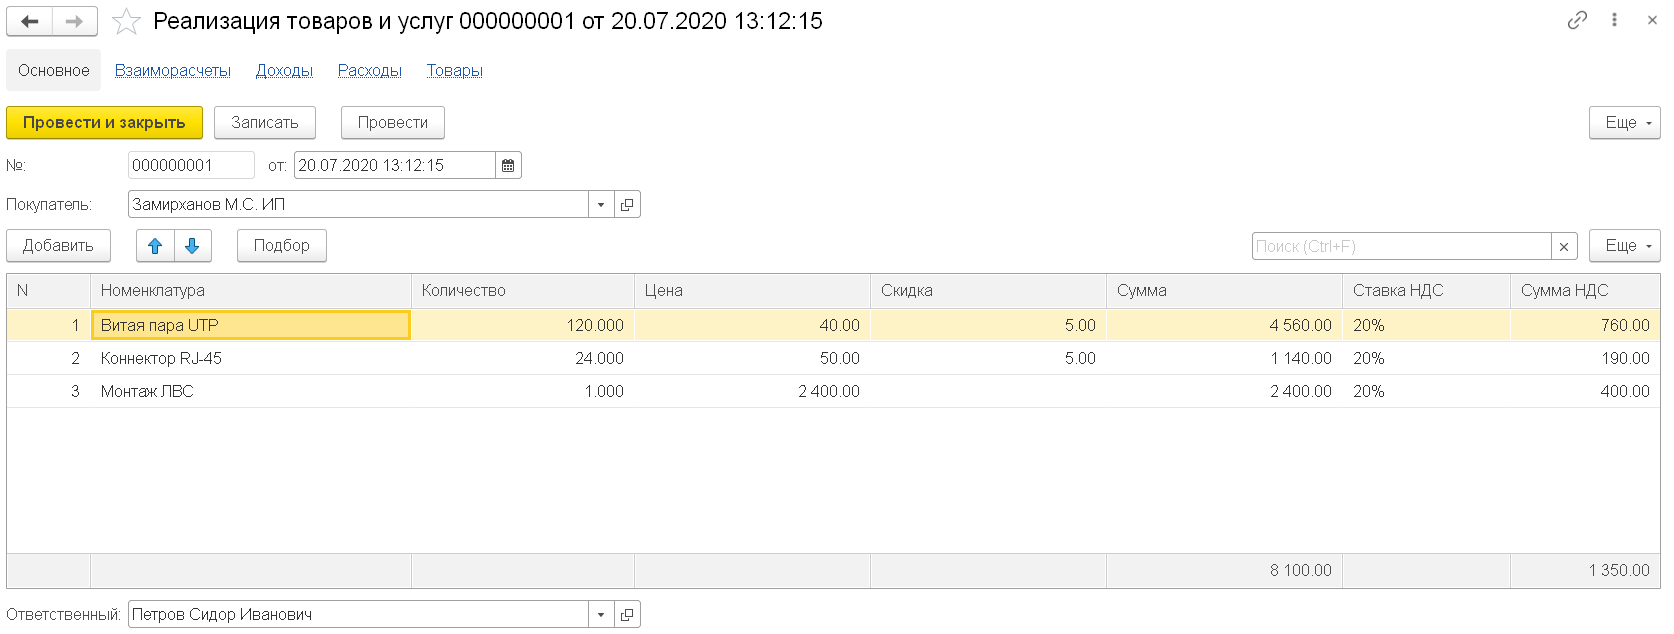 Реализация товаров и услуг 000000001 от 20.07.2020 13:12:15
Основное Взаиморасчеты Доходы Расходы Товары
Провести и закрыть Записать Провести Еще
№: 000000001 от: 20.07.2020 13:12:15
Покупатель: Замирханов М.С. ИП
Добавить Подбор Поиск (Ctrl+F) Еще
N Номенклатура Количество Цена Скидка Сумма Ставка НДС Сумма НДС
1 Витая пара UTP 120.000 40.00 5.00 4 560.00 20% 760.00
2 Коннектор RJ-45 24.000 50.00 5.00 1 140.00 20% 190.00
3 Монтаж ЛВС 1.000 2 400.00 2 400.00 20% 400.00
8 100.00 1 350.00
Ответственный: Петров Сидор Иванович